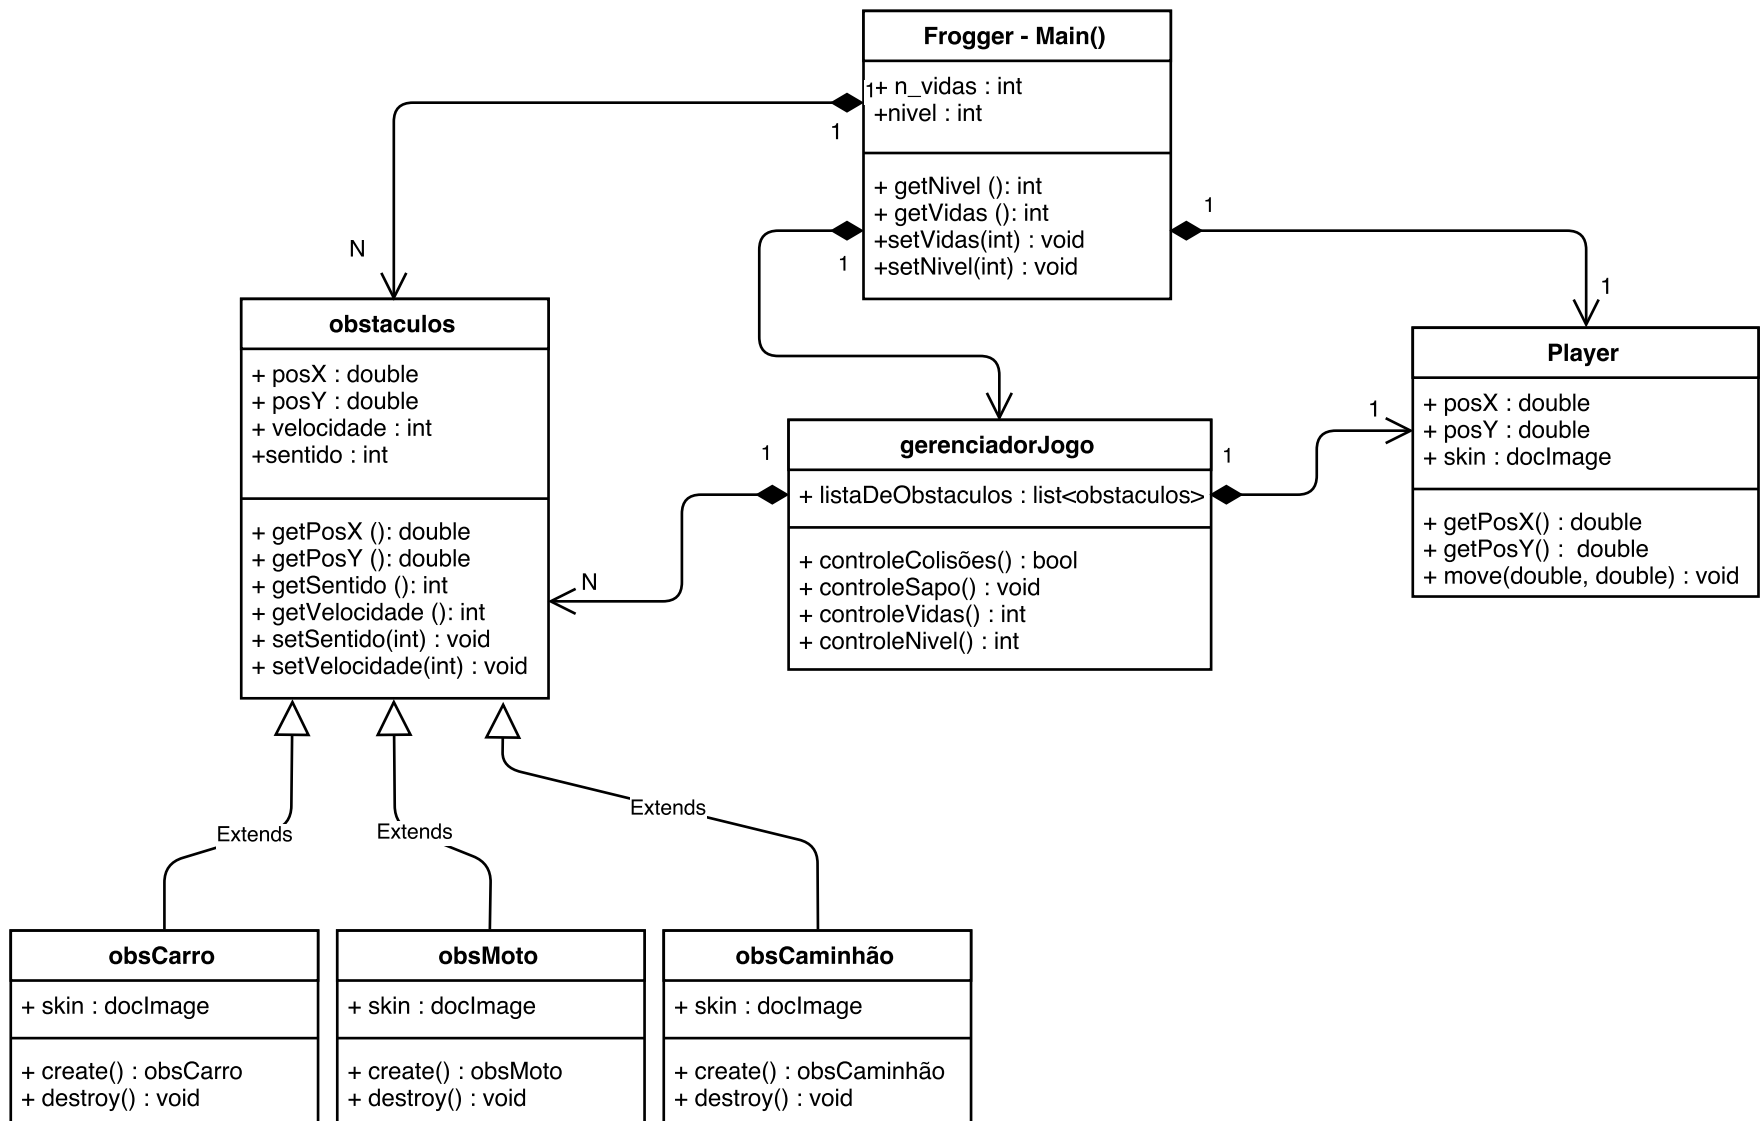 Frogger - Main()
1
+ n_vidas : int
+nivel : int
1
+ getNivel (): int
+ getVidas (): int
+setVidas(int) : void
+setNivel(int) : void
1
1
N
1
obstaculos
+ posX : double
+ posY : double
+ velocidade : int
+sentido : int
+ getPosX (): double
+ getPosY (): double
+ getSentido (): int
+ getVelocidade (): int
+ setSentido(int) : void
+ setVelocidade(int) : void
Player
+ posX : double
+ posY : double
+ skin : docImage
+ getPosX() : double
+ getPosY() :  double
+ move(double, double) : void
1
1
1
N
gerenciadorJogo
+ listaDeObstaculos : list<obstaculos>
+ controleColisões() : bool
+ controleSapo() : void
+ controleVidas() : int
+ controleNivel() : int
Extends
Extends
Extends
obsCarro
+ skin : docImage
+ create() : obsCarro
+ destroy() : void
obsMoto
+ skin : docImage
+ create() : obsMoto
+ destroy() : void
obsCaminhão
+ skin : docImage
+ create() : obsCaminhão
+ destroy() : void